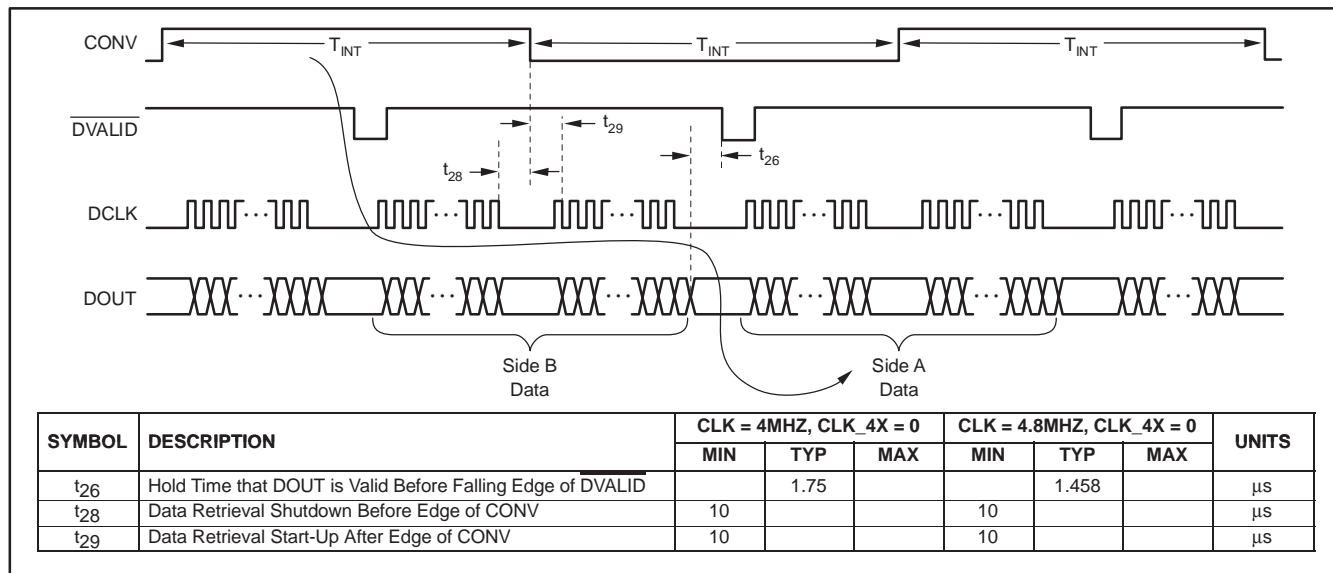 CONV
T_INT T_INT T_INT
DVALID
t29
t26
t28
DCLK
DOUT
Side B
Data
Side A
Data
SYMBOL DESCRIPTION CLK = 4MHZ, CLK_4X = 0 CLK = 4.8MHZ, CLK_4X = 0 UNITS
MIN TYP MAX MIN TYP MAX
t26 Hold Time that DOUT is Valid Before Falling Edge of DVALID 1.75 1.458 μs
t28 Data Retrieval Shutdown Before Edge of CONV 10 10 μs
t29 Data Retrieval Start-Up After Edge of CONV 10 10 μs